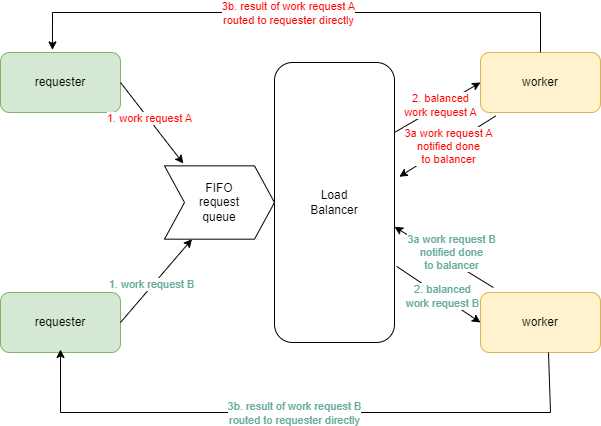 3b. result of work request A
routed to requester directly
requester
worker
2. balanced
work request A
1. work request A
3a work request A
notified done
to balancer
FIFO
request
queue
Load
Balancer
3a work request B
notified done
to balancer
1. work request B
2. balanced
work request B
requester
worker
3b. result of work request B
routed to requester directly